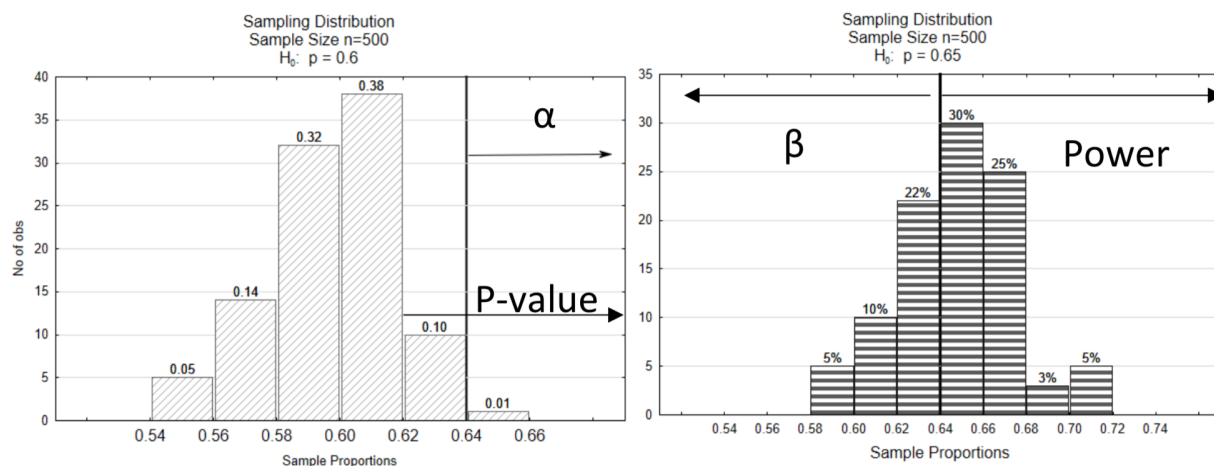 Sampling Distribution
Sample Size n=500
H₀: p = 0.6
No of obs
40
35
30
25
20
15
10
5
0
0.05
0.14
0.32
0.38
0.10
0.01
α
P-value
0.54 0.56 0.58 0.60 0.62 0.64 0.66
Sample Proportions
Sampling Distribution
Sample Size n=500
H₀: p = 0.65
35
30
25
20
15
10
5
0
β
Power
5%
10%
22%
30%
25%
3%
5%
0.54 0.56 0.58 0.60 0.62 0.64 0.66 0.68 0.70 0.72 0.74
Sample Proportions